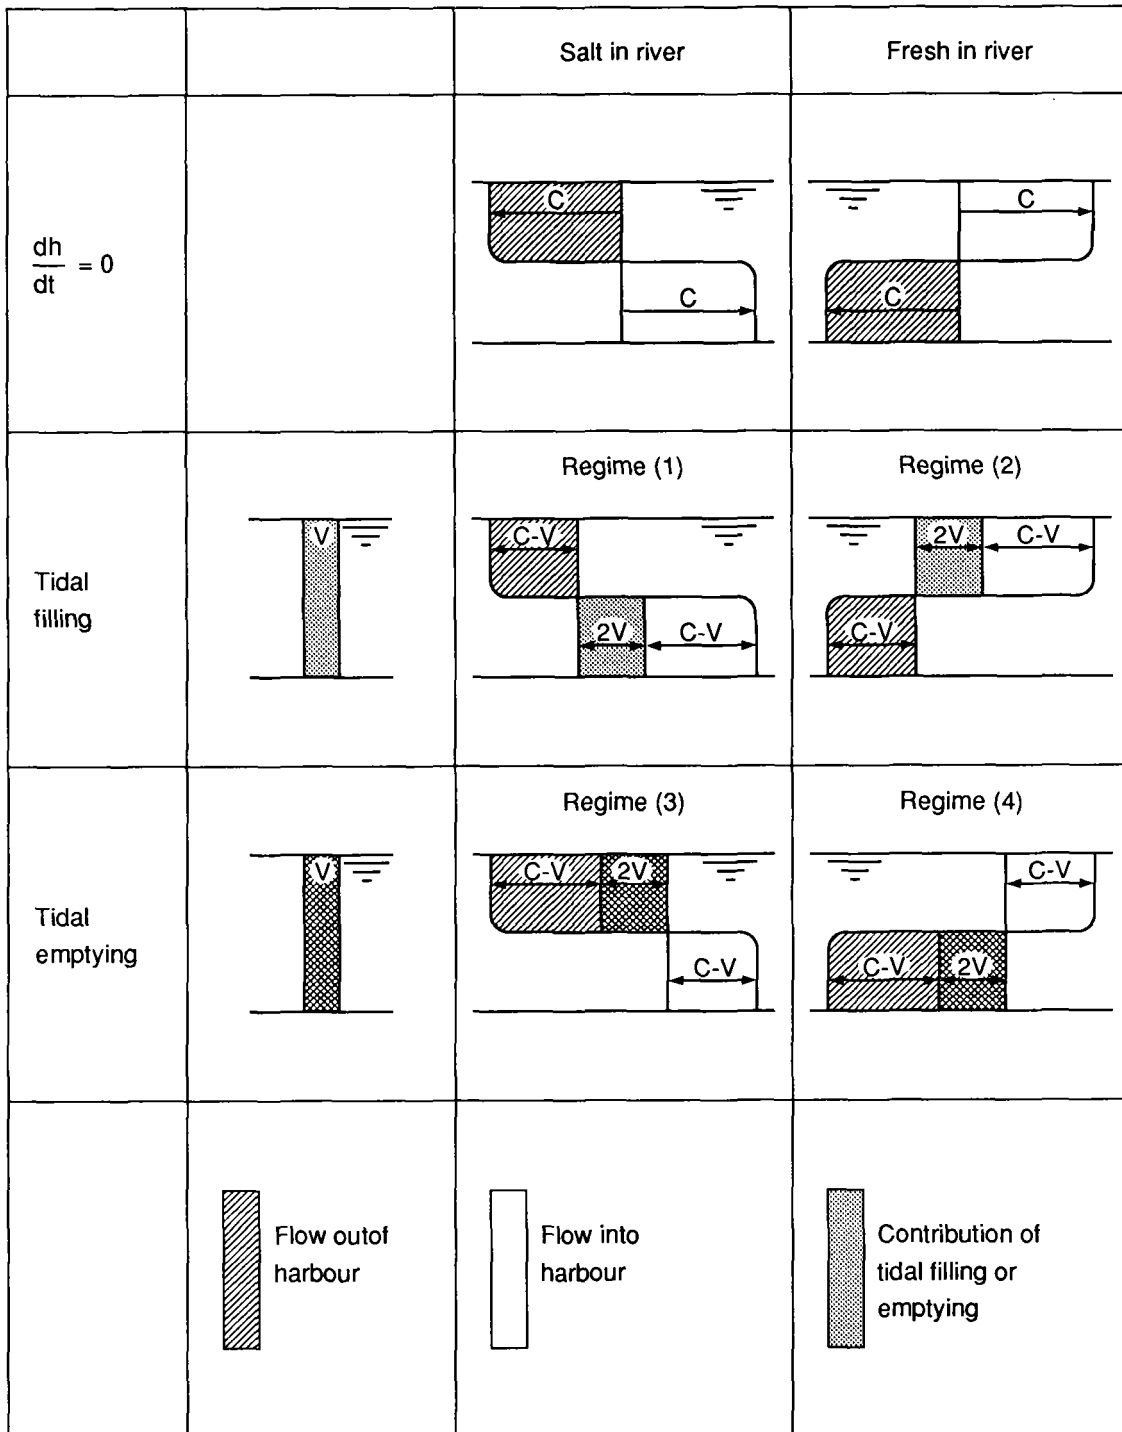 Salt in river
Fresh in river
dh
dt
= 0
C
C
C
C
Regime (1)
Regime (2)
Tidal
filling
V
C-V
2V
C-V
2V
C-V
C-V
Regime (3)
Regime (4)
Tidal
emptying
V
C-V
2V
C-V
C-V
C-V
2V
Flow outof
harbour
Flow into
harbour
Contribution of
tidal filling or
emptying